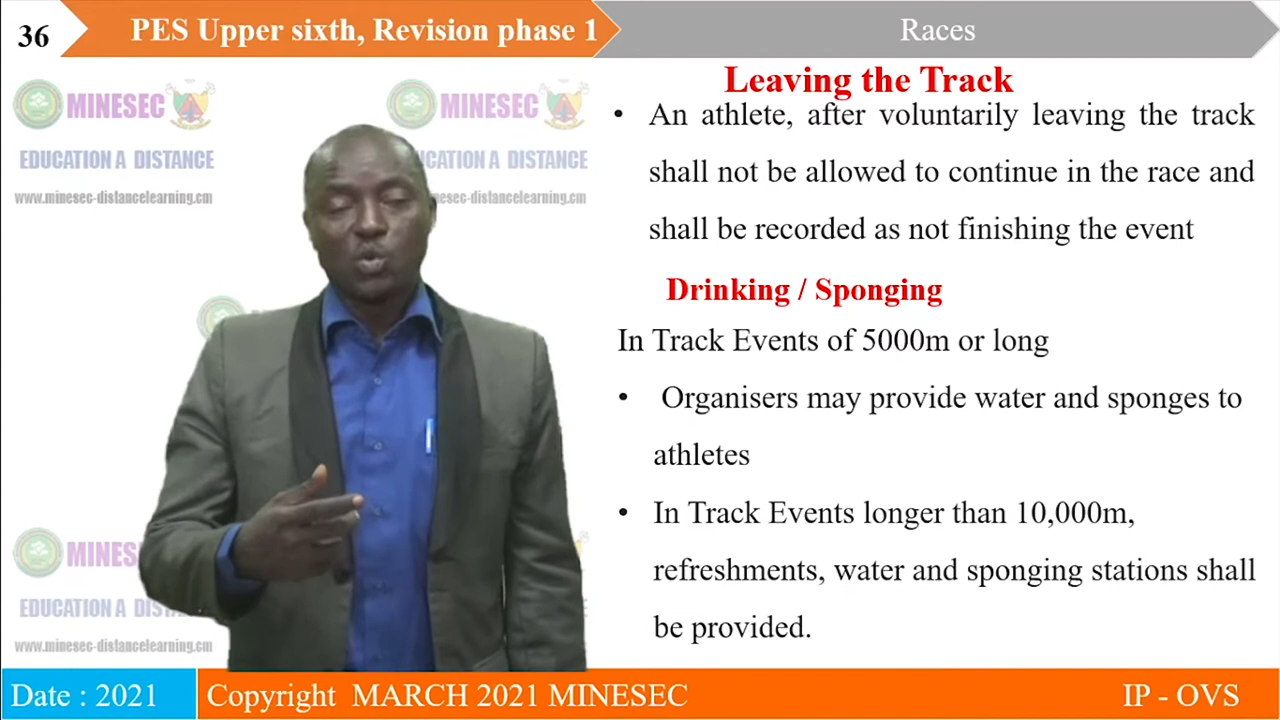 36
PES Upper sixth, Revision phase 1
Races
MINESEC
EDUCATION A DISTANCE
www.minesec-distancelearning.cm
MINESEC
CATION A DISTANCE
esec-distancelearning.cm
Leaving the Track
• An athlete, after voluntarily leaving the track
shall not be allowed to continue in the race and
shall be recorded as not finishing the event
Drinking / Sponging
In Track Events of 5000m or long
• Organisers may provide water and sponges to
athletes
• In Track Events longer than 10,000m,
refreshments, water and sponging stations shall
be provided.
MINES
EDUCATION A DIS
www.minesec-distancelearning.cm
Date : 2021
Copyright MARCH 2021 MINESEC
IP - OVS